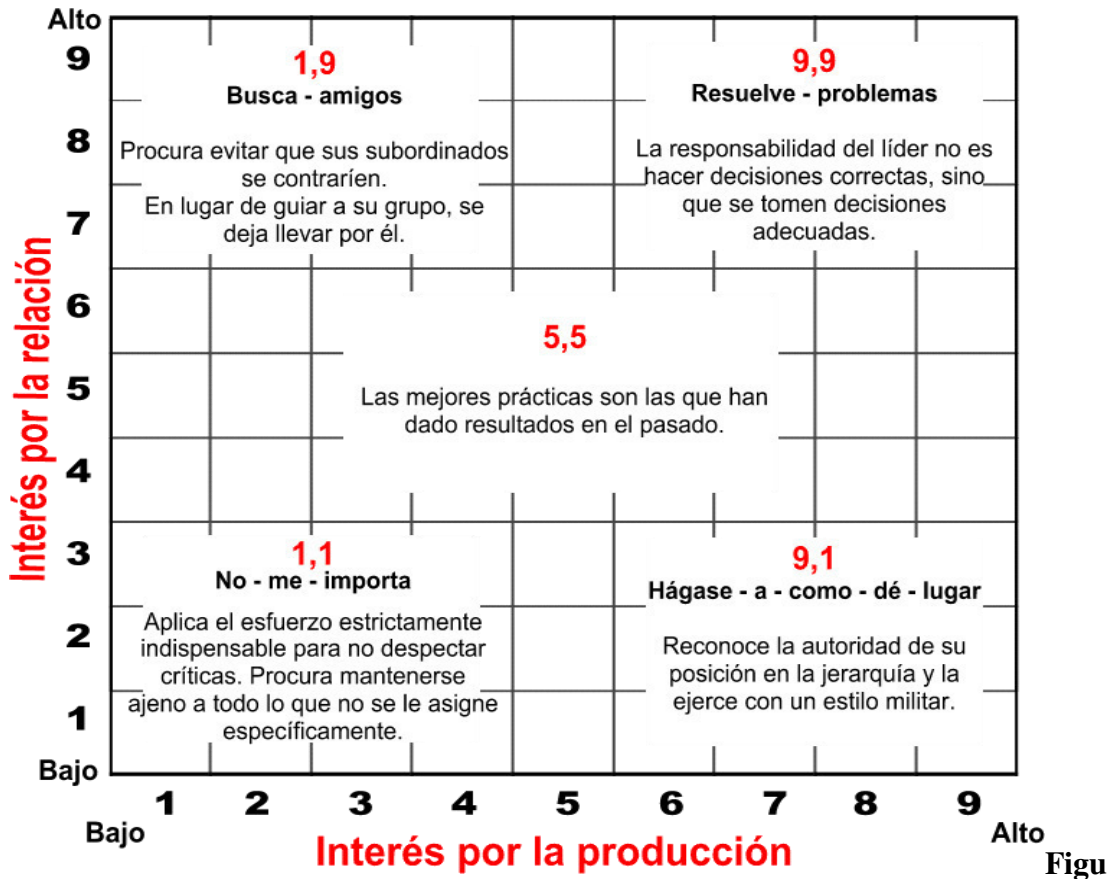 Alto
9
8
7
6
5
4
3
2
1
Bajo
Interés por la relación
1,9
Busca - amigos
Procura evitar que sus subordinados
se contraríen.
En lugar de guiar a su grupo, se
deja llevar por él.
9,9
Resuelve - problemas
La responsabilidad del líder no es
hacer decisiones correctas, sino
que se tomen decisiones
adecuadas.
5,5
Las mejores prácticas son las que han
dado resultados en el pasado.
1,1
No - me - importa
Aplica el esfuerzo estrictamente
indispensable para no despectar
críticas. Procura mantenerse
ajeno a todo lo que no se le asigne
específicamente.
9,1
Hágase - a - como - dé - lugar
Reconoce la autoridad de su
posición en la jerarquía y la
ejerce con un estilo militar.
1 2 3 4 5 6 7 8 9
Bajo
Alto
Interés por la producción
Figu